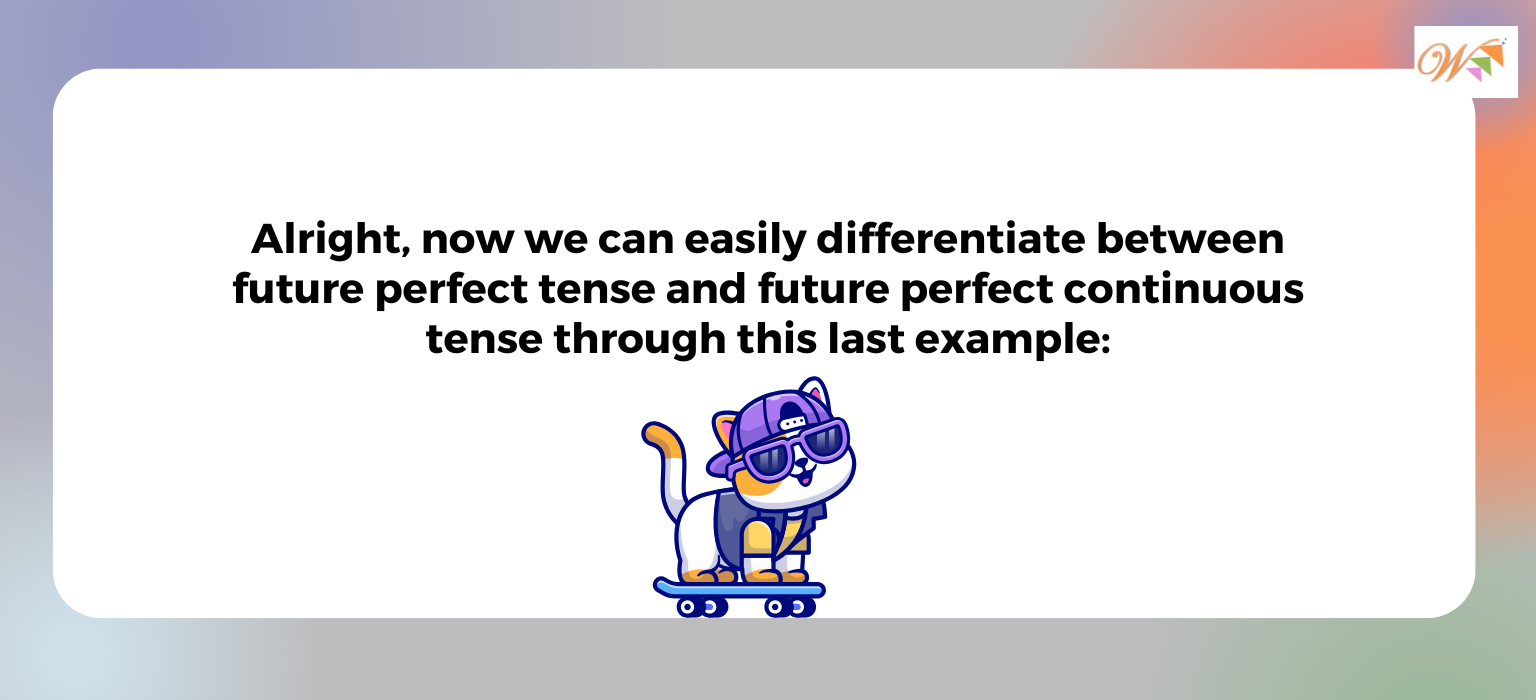 W
Alright, now we can easily differentiate between
future perfect tense and future perfect continuous
tense through this last example: